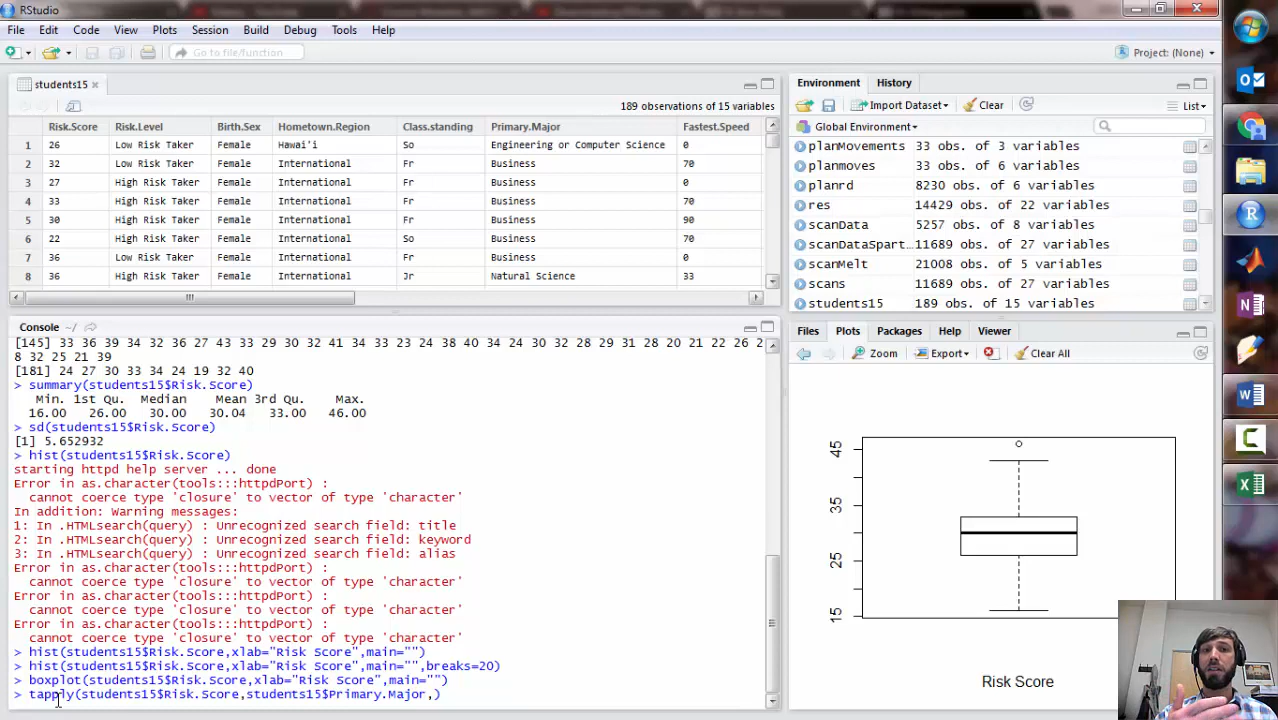 RStudio
File Edit Code View Plots Session Build Debug Tools Help
Go to file/function
Project: (None)
students15
189 observations of 15 variables
Risk.Score Risk.Level Birth.Sex Hometown.Region Class.standing Primary.Major Fastest.Speed
1 26 Low Risk Taker Female Hawai'i So Engineering or Computer Science 0
2 32 Low Risk Taker Female International Fr Business 70
3 27 High Risk Taker Female International Fr Business 0
4 33 High Risk Taker Female International Fr Business 70
5 30 High Risk Taker Female International Fr Business 90
6 22 High Risk Taker Female International So Business 70
7 36 Low Risk Taker Female International Fr Business 0
8 36 High Risk Taker Female International Jr Natural Science 33
Console ~/
[145] 33 36 39 34 32 36 27 43 33 29 30 32 41 34 33 23 24 38 40 34 24 30 27 28 20 21 22 26 2
8 32 25 21 39
[181] 24 27 30 33 34 24 19 32 40
> summary(students15$Risk.Score)
Min. 1st Qu. Median Mean 3rd Qu. Max.
16.00 26.00 30.00 30.04 33.00 46.00
> sd(students15$Risk.Score)
[1] 5.652932
> hist(students15$Risk.Score)
starting httpd help server ... done
Error in as.character(tools:::httpdPort) :
cannot coerce type 'closure' to vector of type 'character'
In addition: Warning messages:
1: In .HTMLsearch(query) : Unrecognized search field: title
2: In .HTMLsearch(query) : Unrecognized search field: keyword
3: In .HTMLsearch(query) : Unrecognized search field: alias
Error in as.character(tools:::httpdPort) :
cannot coerce type 'closure' to vector of type 'character'
Error in as.character(tools:::httpdPort) :
cannot coerce type 'closure' to vector of type 'character'
Error in as.character(tools:::httpdPort) :
cannot coerce type 'closure' to vector of type 'character'
> hist(students15$Risk.Score,xlab="Risk Score",main="")
> hist(students15$Risk.Score,xlab="Risk Score",main="",breaks=20)
> boxplot(students15$Risk.Score,xlab="Risk Score",main="")
> tapply(students15$Risk.Score,students15$Primary.Major,)
Environment History
Import Dataset Clear List
Global Environment
planMovements 33 obs. of 3 variables
planmoves 33 obs. of 6 variables
planrd 8230 obs. of 6 variables
res 14429 obs. of 22 variables
scanData 5257 obs. of 8 variables
scanDataSpart... 11689 obs. of 27 variables
scanMelt 21008 obs. of 5 variables
scans 11689 obs. of 27 variables
students15 189 obs. of 15 variables
Files Plots Packages Help Viewer
Zoom Export Clear All
45
35
25
15
Risk Score